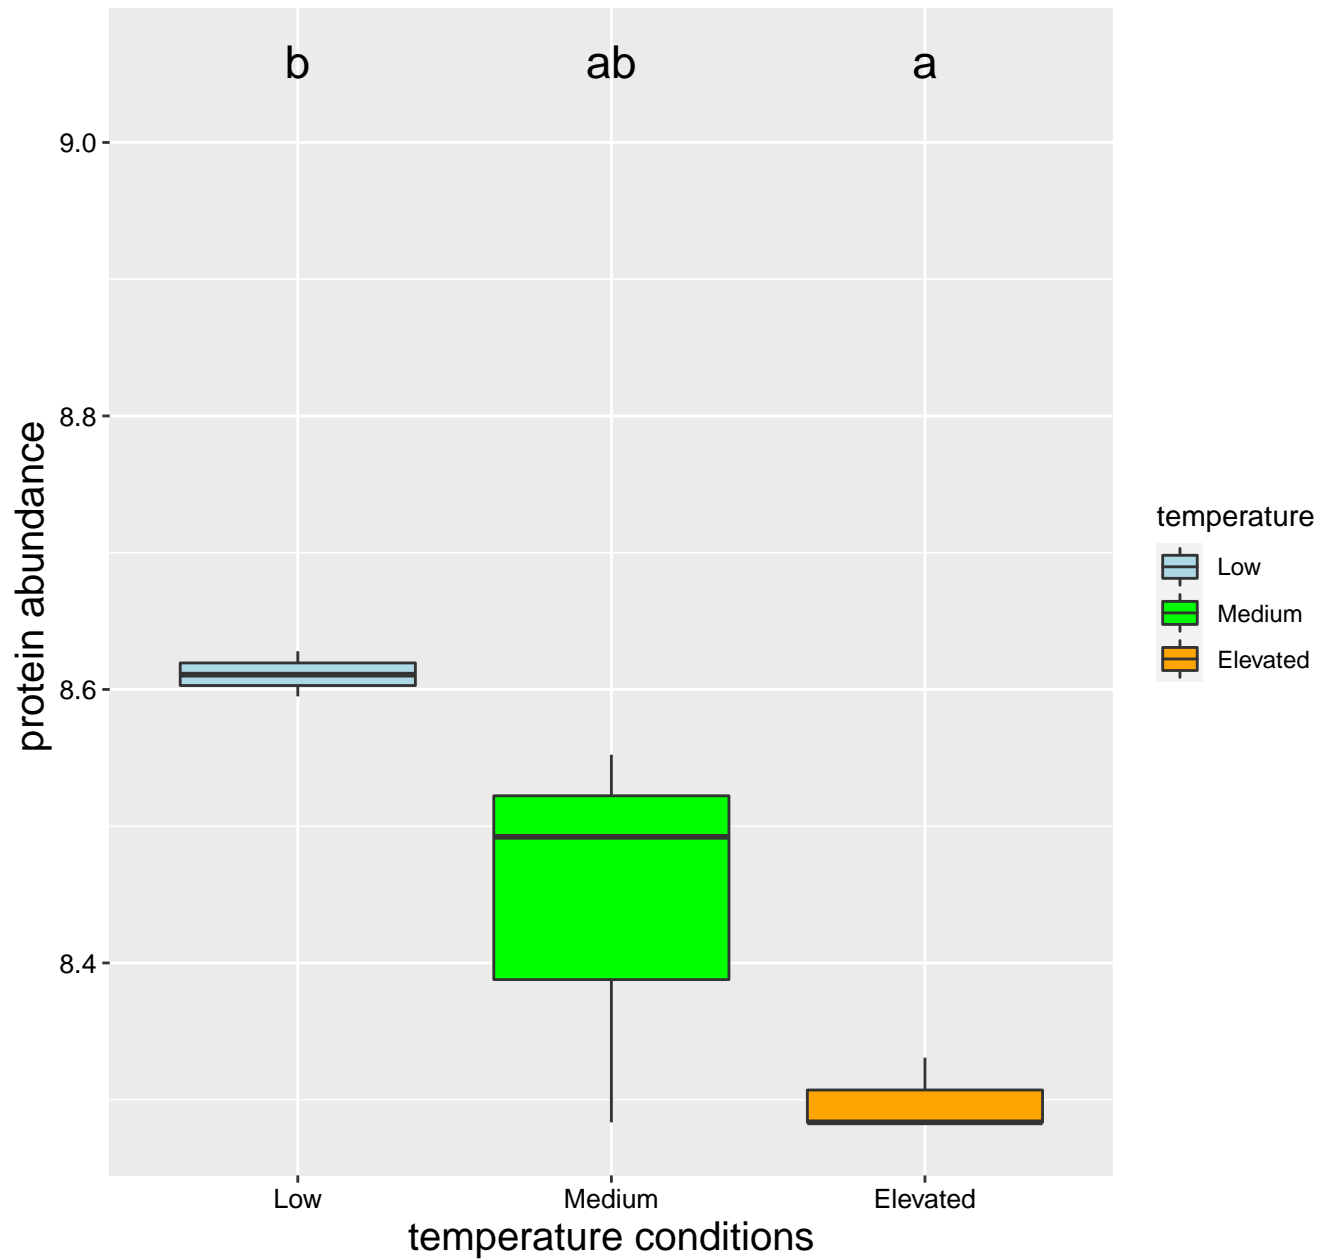 b ab a
9.0
8.8
8.6
8.4
protein abundance
Low Medium Elevated
temperature conditions
temperature
Low
Medium
Elevated